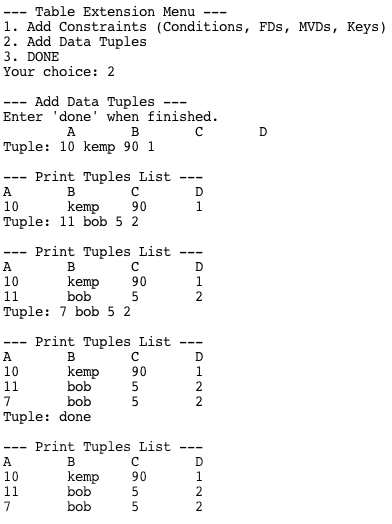 --- Table Extension Menu ---
1. Add Constraints (Conditions, FDs, MVDs, Keys)
2. Add Data Tuples
3. DONE
Your choice: 2
--- Add Data Tuples ---
Enter 'done' when finished.
A B C D
Tuple: 10 kemp 90 1
--- Print Tuples List ---
A B C D
10 kemp 90 1
Tuple: 11 bob 5 2
--- Print Tuples List ---
A B C D
10 kemp 90 1
11 bob 5 2
Tuple: 7 bob 5 2
--- Print Tuples List ---
A B C D
10 kemp 90 1
11 bob 5 2
7 bob 5 2
Tuple: done
--- Print Tuples List ---
A B C D
10 kemp 90 1
11 bob 5 2
7 bob 5 2